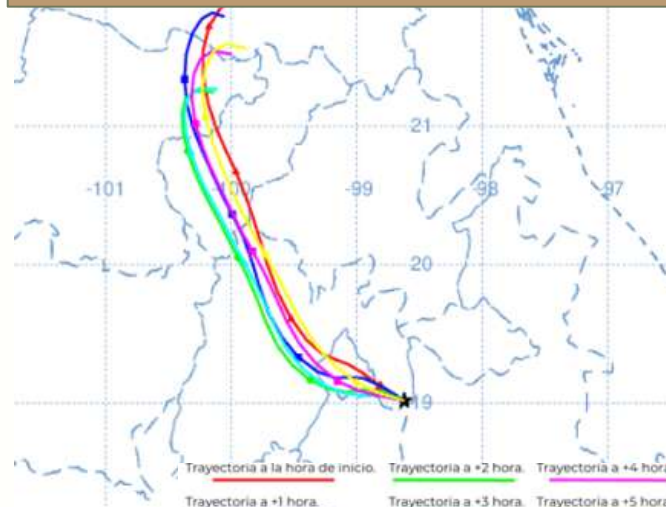 21
-101 -100 -99 -98 -97
20
19
Trayectoria a la hora de inicio. Trayectoria a +2 hora. Trayectoria a +4 hora
Trayectoria a +1 hora. Trayectoria a +3 hora. Trayectoria a +5 hora